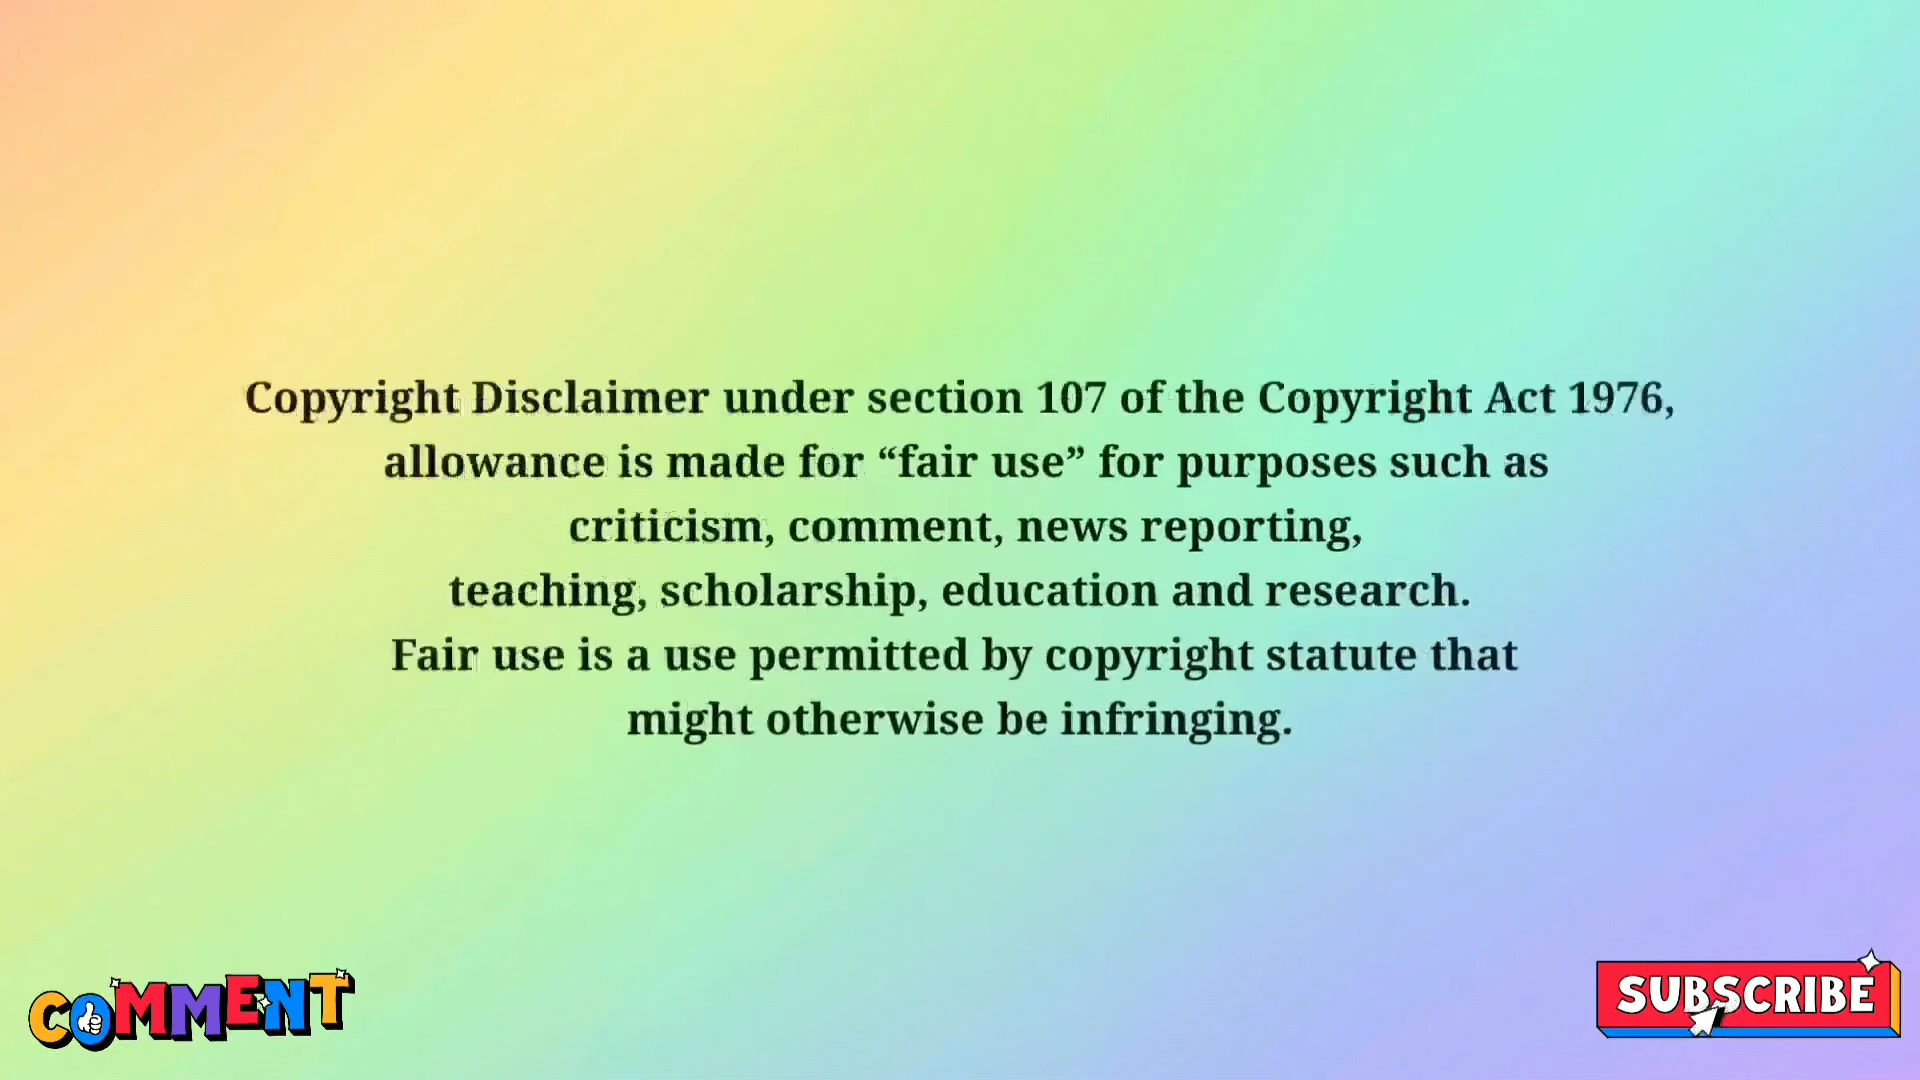 Copyright Disclaimer under section 107 of the Copyright Act 1976,
allowance is made for “fair use” for purposes such as
criticism, comment, news reporting,
teaching, scholarship, education and research.
Fair use is a use permitted by copyright statute that
might otherwise be infringing.
COMMENT
SUBSCRIBE